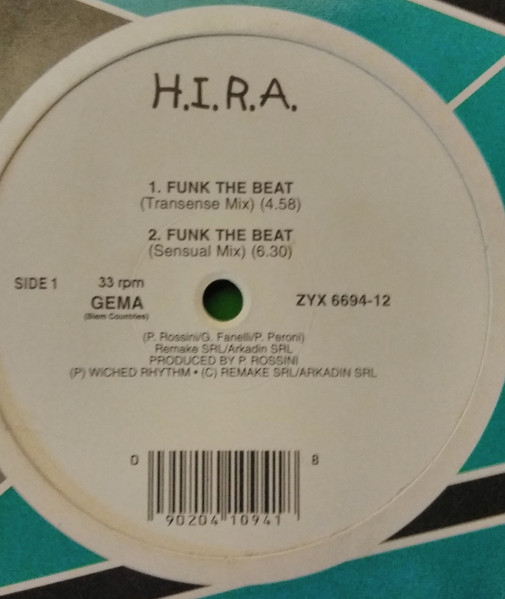 H.I.R.A.
1. FUNK THE BEAT
(Transense Mix) (4.58)
2. FUNK THE BEAT
(Sensual Mix) (6.30)
SIDE 1 33 rpm
GEMA ZYX 6694-12
(Biem Countries)
(P. Rossini/G. Fanelli/P. Peroni)
Remake SRL/Arkadin SRL
PRODUCED BY P. ROSSINI
(P) WICHED RHYTHM • (C) REMAKE SRL/ARKADIN SRL
0 8
90204 10941